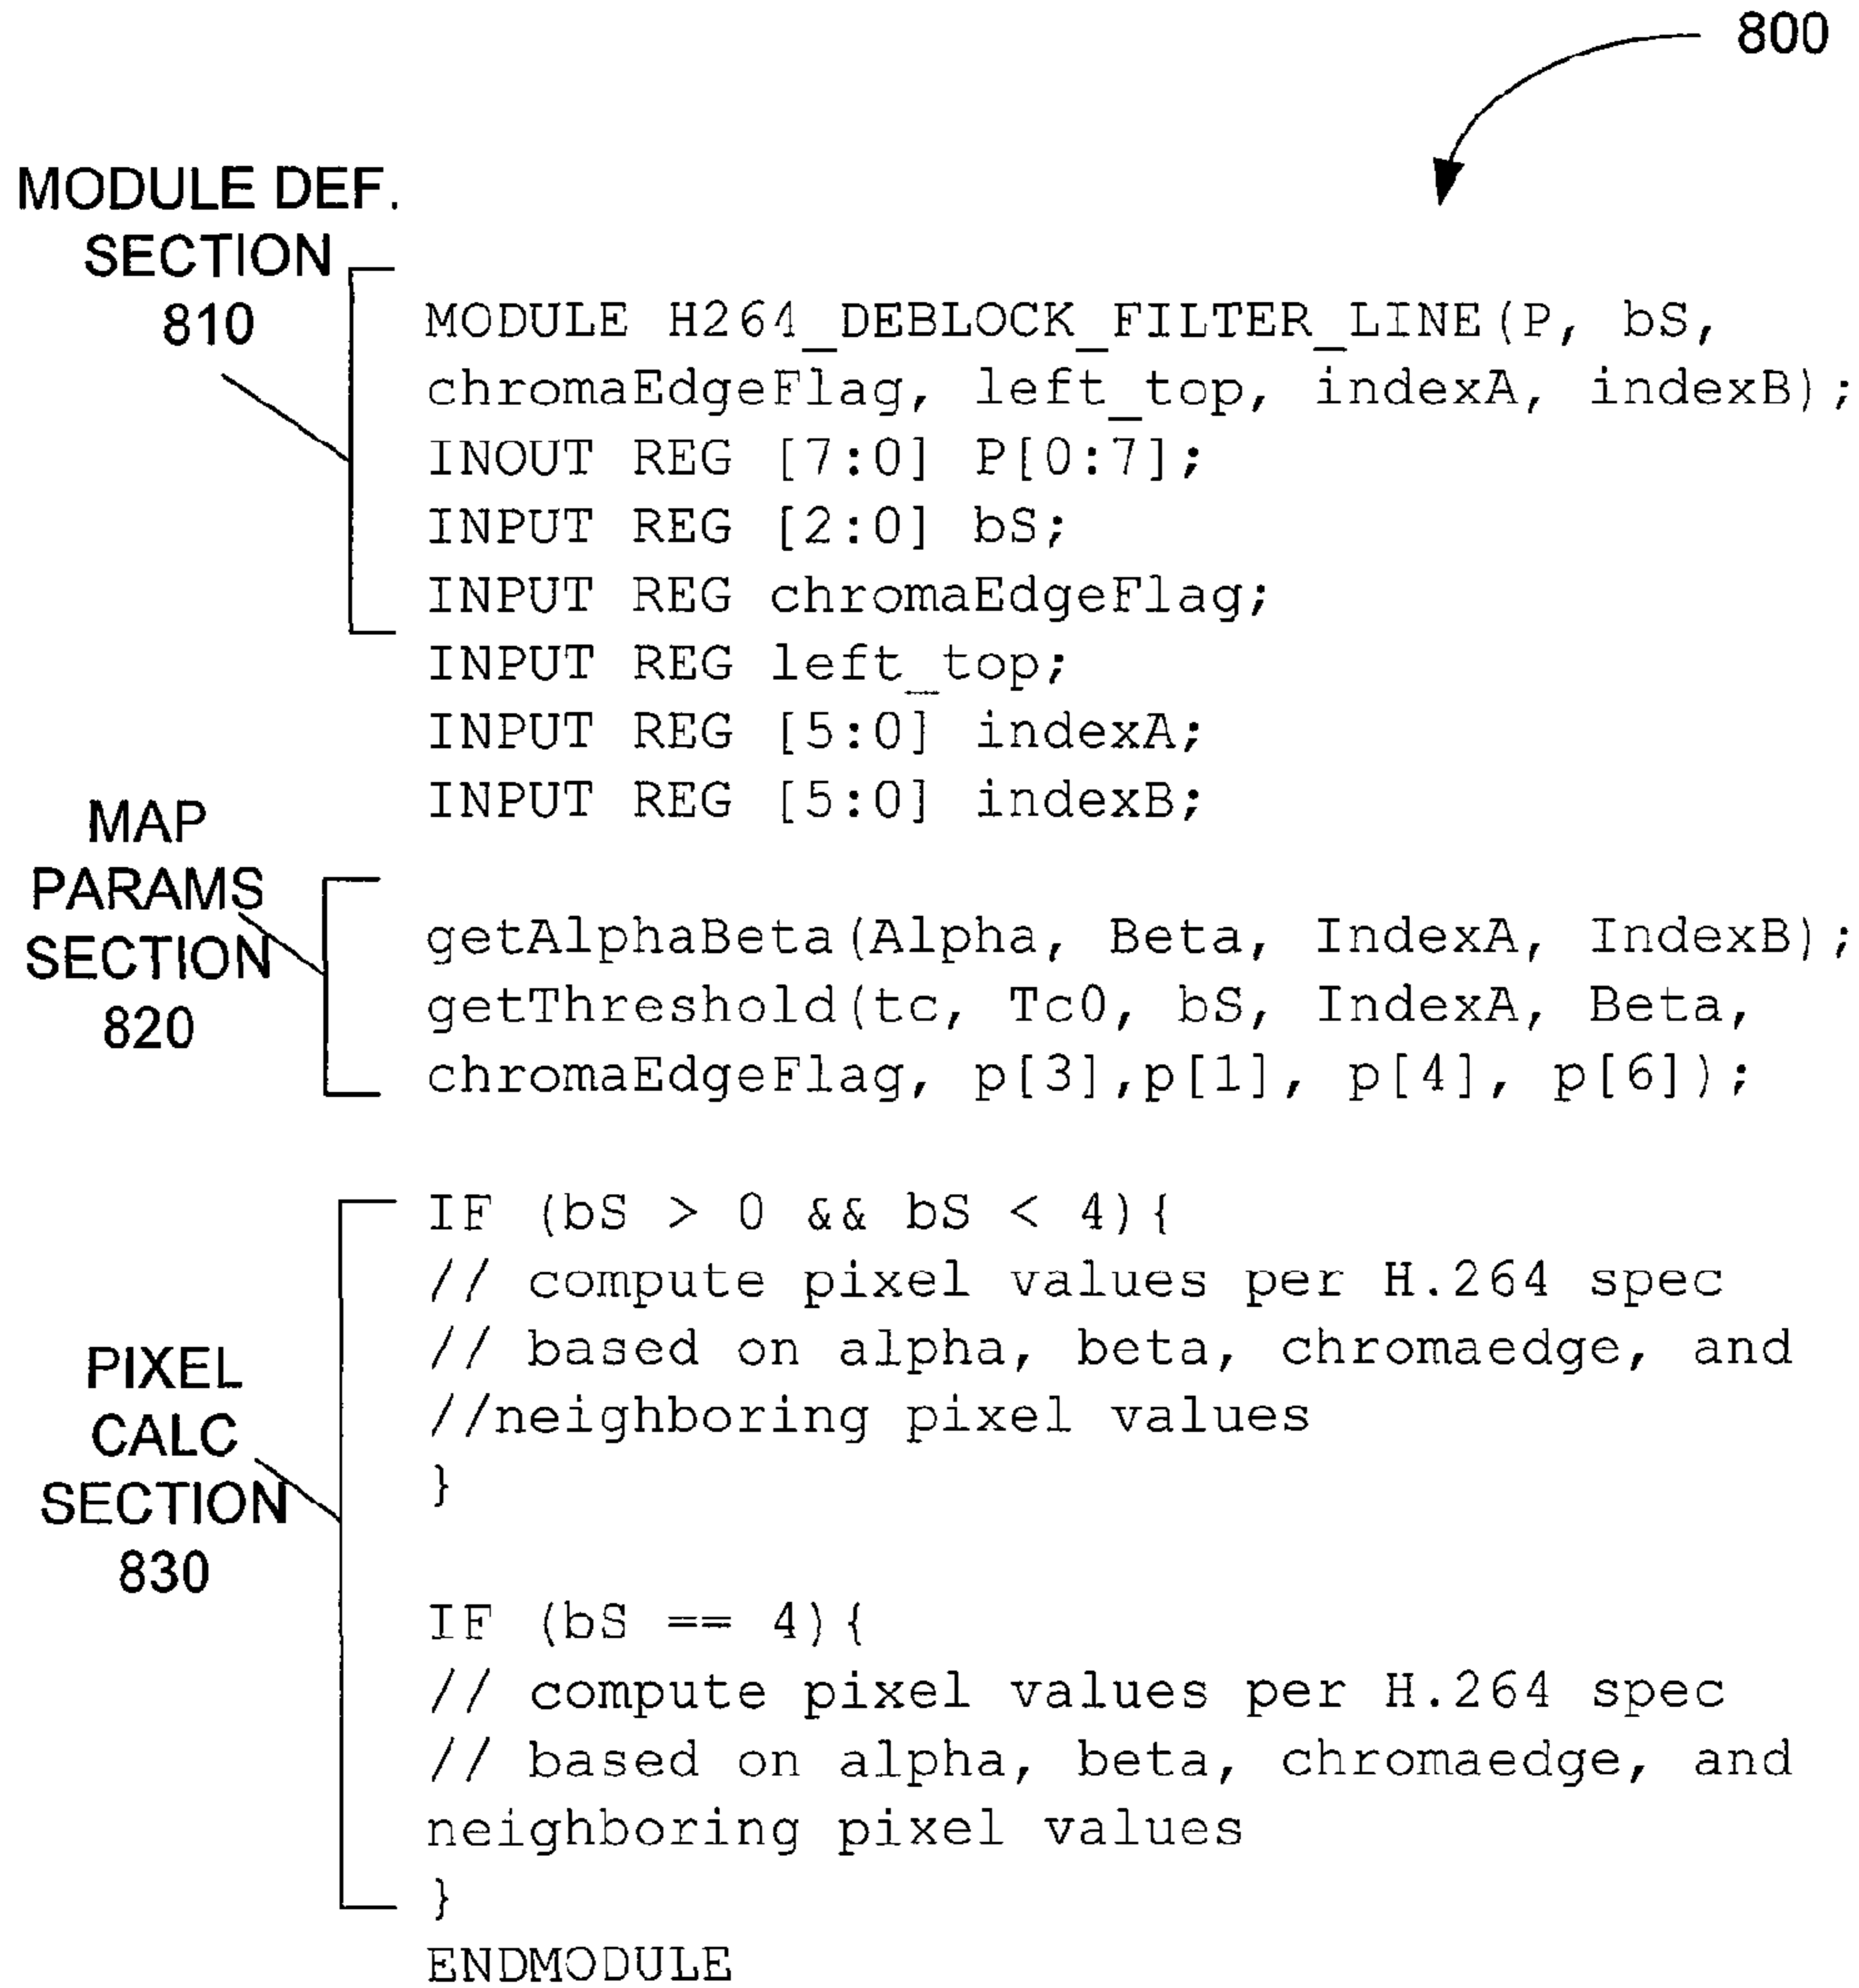 800
MODULE DEF.
SECTION
810
MODULE H264_DEBLOCK_FILTER_LINE(P, bS,
chromaEdgeFlag, left_top, indexA, indexB);
INOUT REG [7:0] P[0:7];
INPUT REG [2:0] bS;
INPUT REG chromaEdgeFlag;
INPUT REG left_top;
INPUT REG [5:0] indexA;
INPUT REG [5:0] indexB;
MAP
PARAMS
SECTION
820
getAlphaBeta(Alpha, Beta, IndexA, IndexB);
getThreshold(tc, Tc0, bS, IndexA, Beta,
chromaEdgeFlag, p[3],p[1], p[4], p[6]);
PIXEL
CALC
SECTION
830
IF (bS > 0 && bS < 4){
// compute pixel values per H.264 spec
// based on alpha, beta, chromaedge, and
//neighboring pixel values
}
IF (bS == 4){
// compute pixel values per H.264 spec
// based on alpha, beta, chromaedge, and
neighboring pixel values
}
ENDMODULE